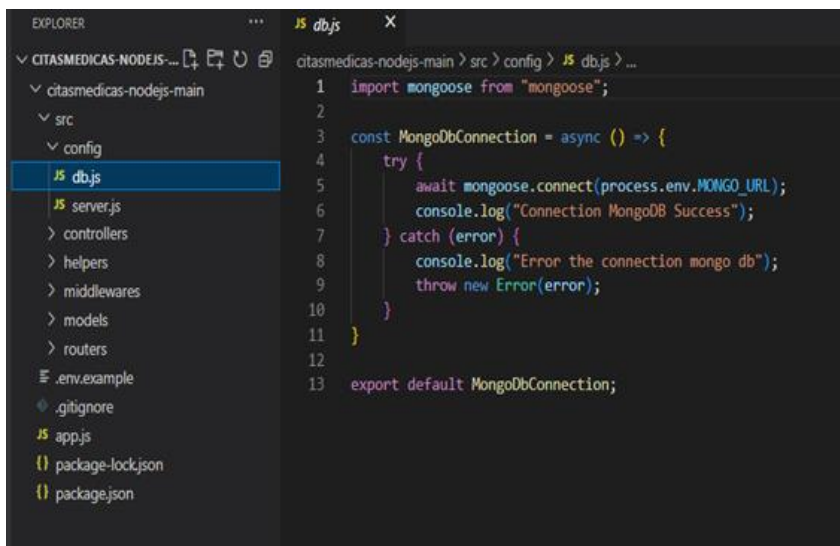 EXPLORER
CITASMEDICAS-NODEJS-...
citasmedicas-nodejs-main
src
config
JS db.js
JS server.js
controllers
helpers
middlewares
models
routers
.env.example
.gitignore
JS app.js
{} package-lock.json
{} package.json
JS db.js X
citasmedicas-nodejs-main > src > config > JS db.js > ...
1 import mongoose from "mongoose";
2
3 const MongoDbConnection = async () => {
4     try {
5         await mongoose.connect(process.env.MONGO_URL);
6         console.log("Connection MongoDB Success");
7     } catch (error) {
8         console.log("Error the connection mongo db");
9         throw new Error(error);
10     }
11 }
12
13 export default MongoDbConnection;